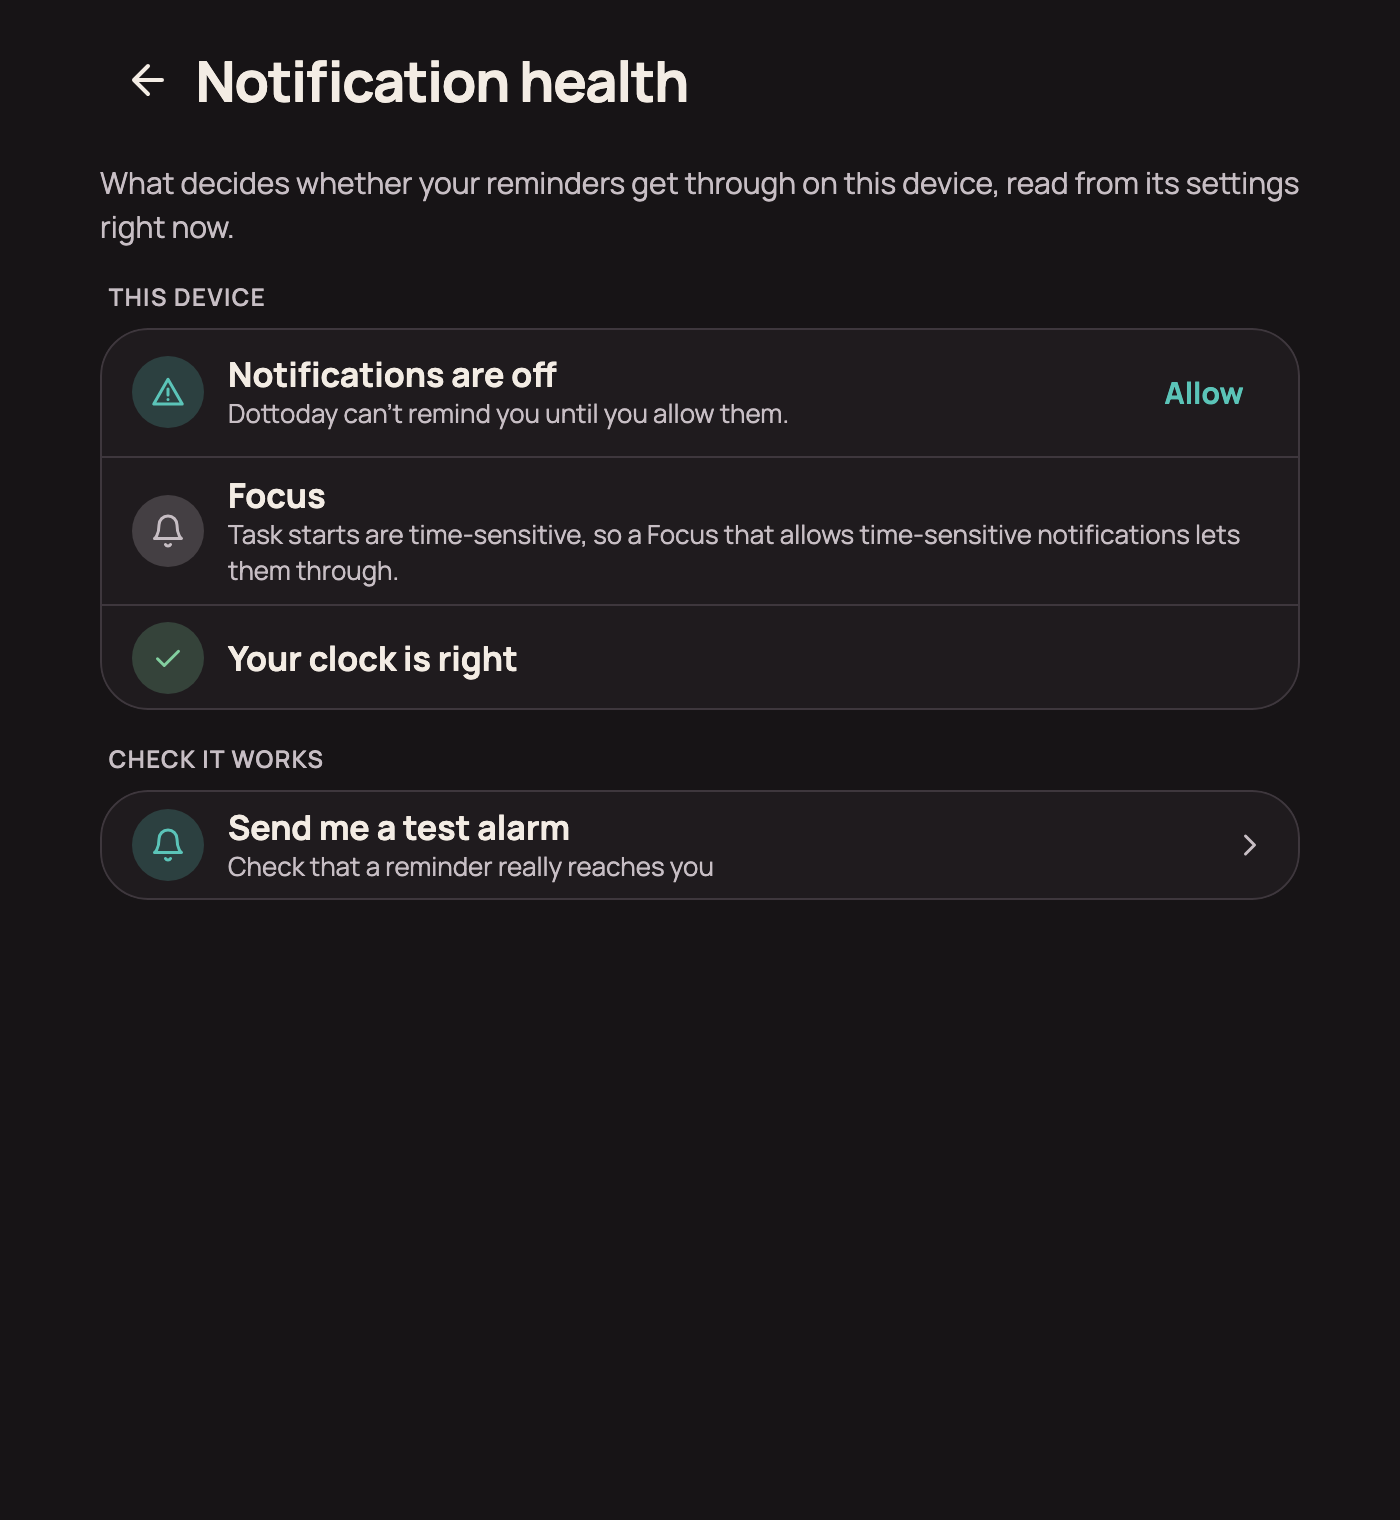 Notification health
What decides whether your reminders get through on this device, read from its settings
right now.
THIS DEVICE
Notifications are off
Dottoday can't remind you until you allow them.
Allow
Focus
Task starts are time-sensitive, so a Focus that allows time-sensitive notifications lets
them through.
Your clock is right
CHECK IT WORKS
Send me a test alarm
Check that a reminder really reaches you